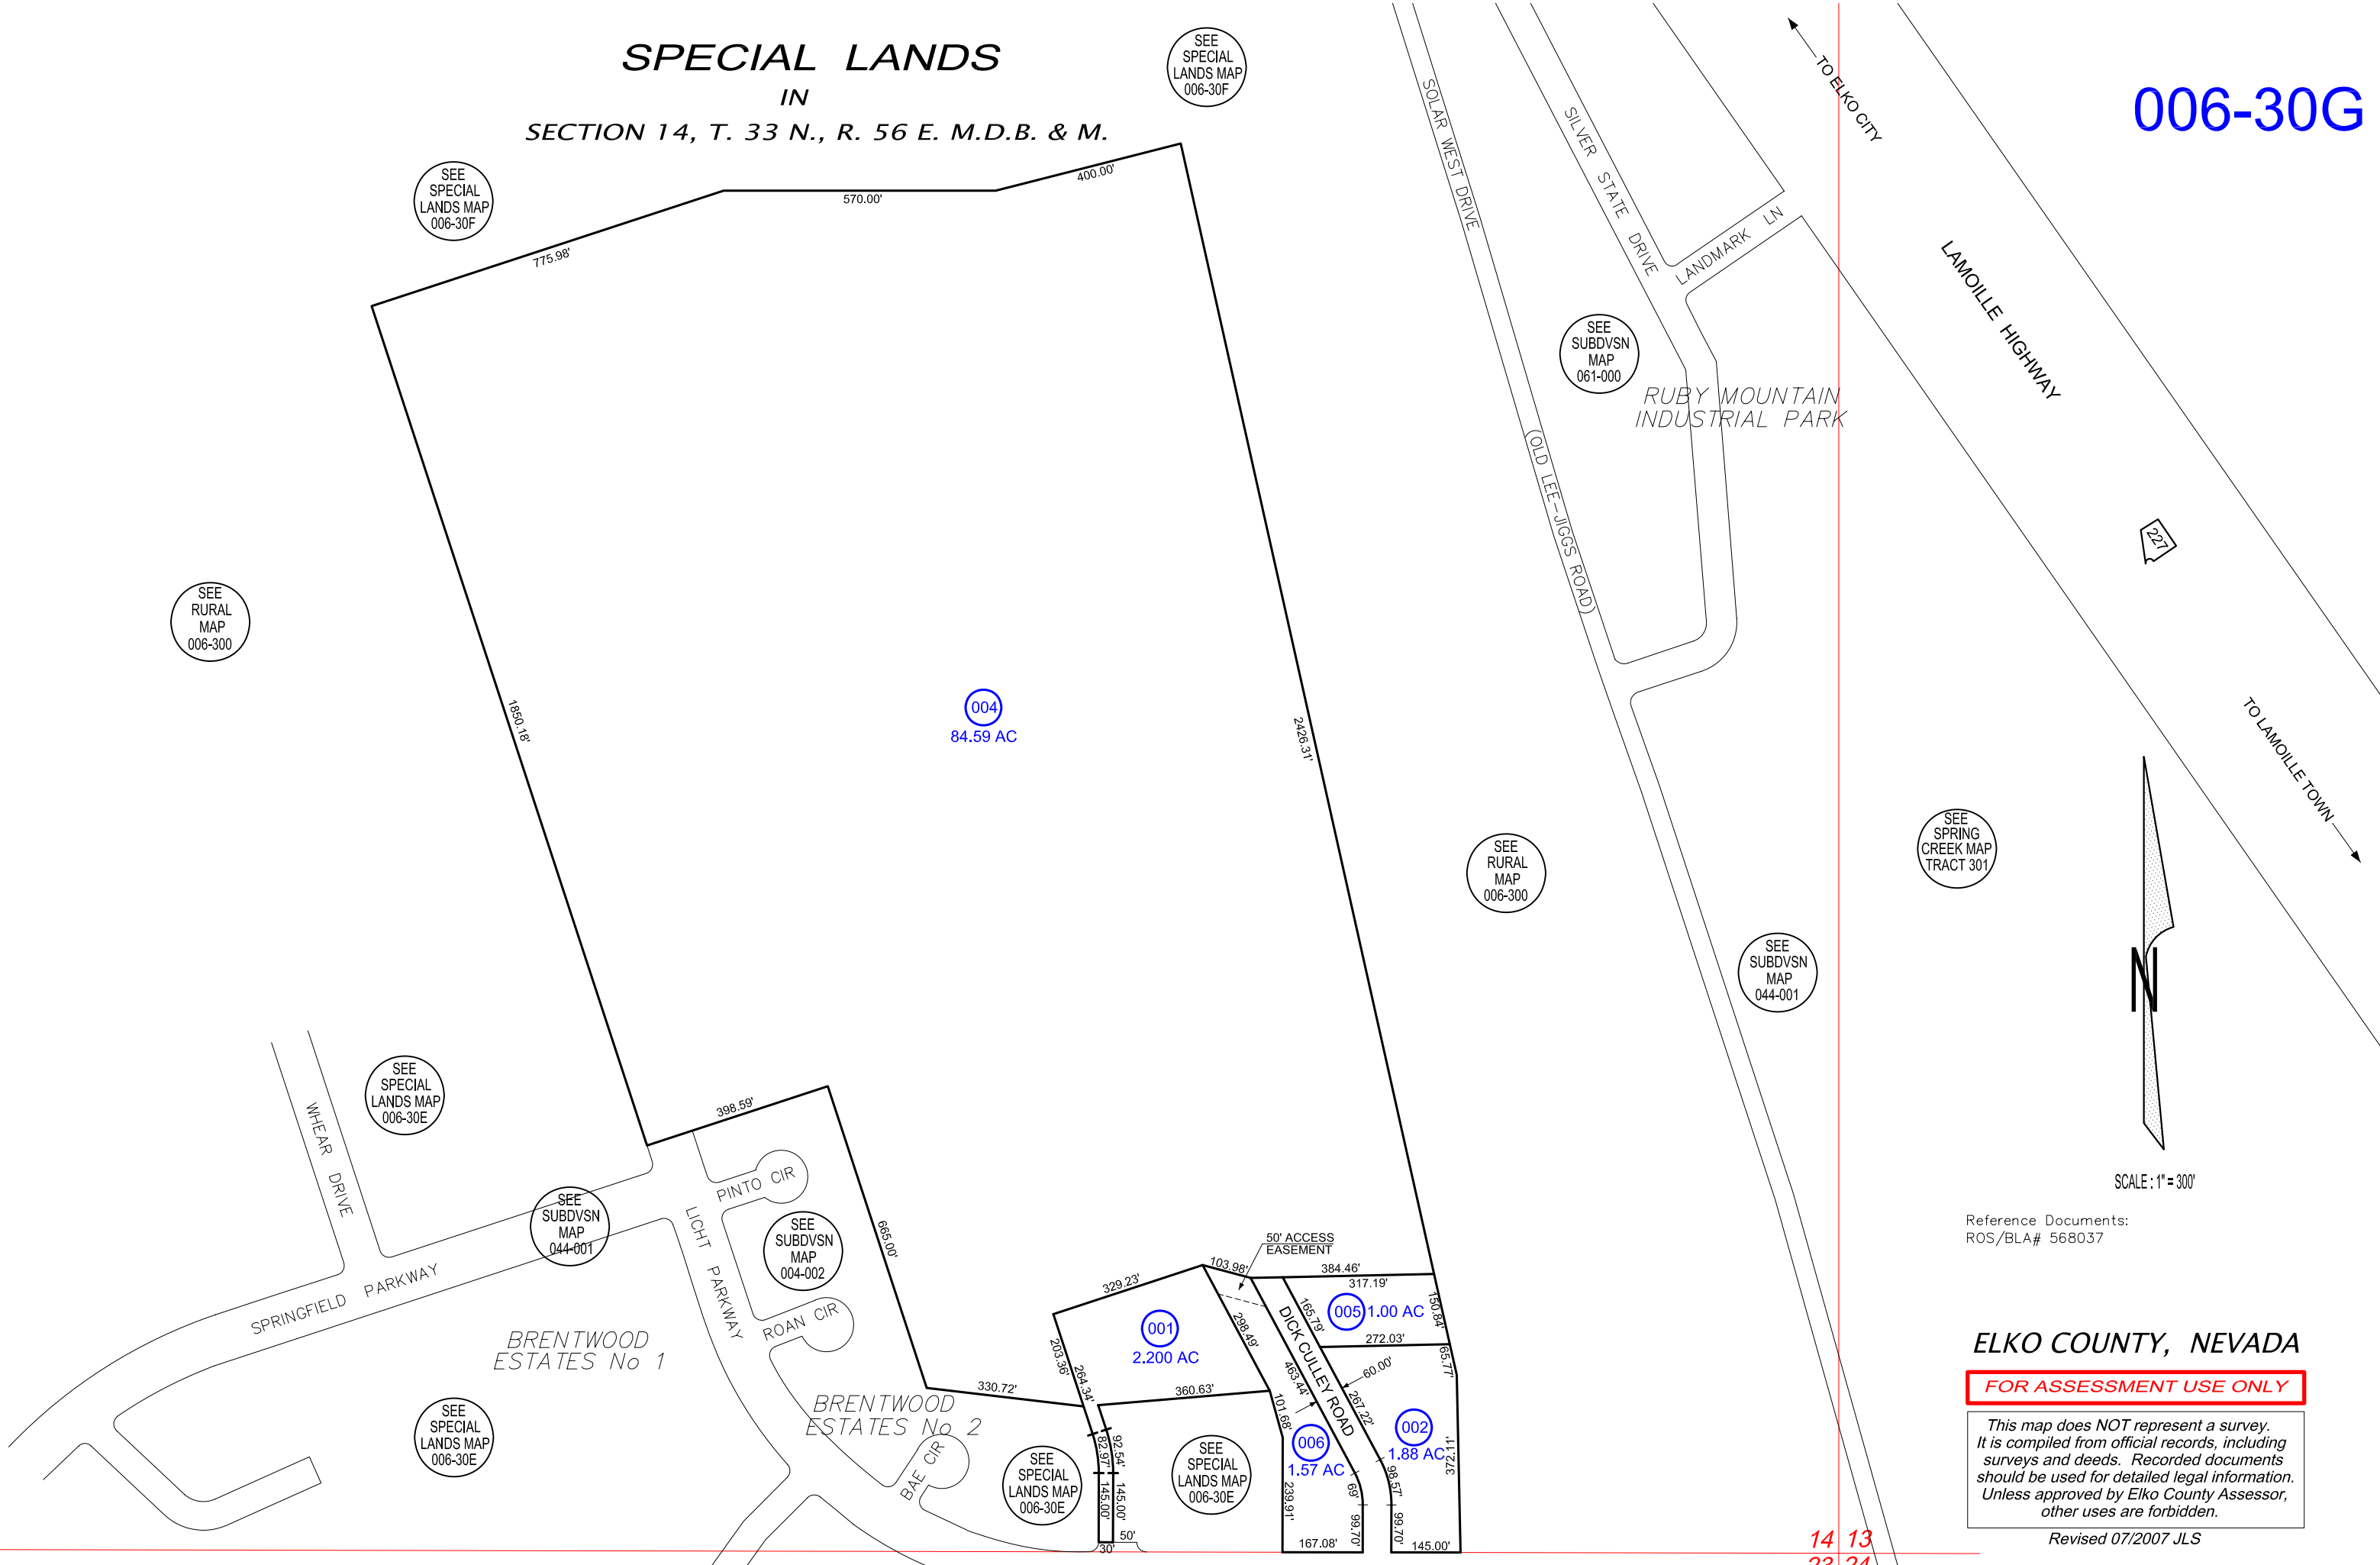 SPECIAL LANDS
IN
SECTION 14, T. 33 N., R. 56 E. M.D.B. & M.
006-30G
SEE
SPECIAL
LANDS MAP
006-30F
SEE
SPECIAL
LANDS MAP
006-30F
400.00'
570.00'
775.98'
SOLAR WEST DRIVE
(OLD LEE-JIGGS ROAD)
SILVER STATE DRIVE
LANDMARK LN
TO ELKO CITY
LAMOILLE HIGHWAY
227
TO LAMOILLE TOWN
SEE
SUBDVSN
MAP
061-000
RUBY MOUNTAIN
INDUSTRIAL PARK
SEE
RURAL
MAP
006-300
1850.18'
004
84.59 AC
2426.31'
SEE
RURAL
MAP
006-300
SEE
SPRING
CREEK MAP
TRACT 301
SEE
SUBDVSN
MAP
044-001
N
SCALE : 1" = 300'
Reference Documents:
ROS/BLA# 568037
SEE
SPECIAL
LANDS MAP
006-30E
WHEAR DRIVE
398.59'
PINTO CIR
SEE
SUBDVSN
MAP
044-001
LICHT PARKWAY
SEE
SUBDVSN
MAP
004-002
665.00'
SPRINGFIELD PARKWAY
ROAN CIR
BRENTWOOD
ESTATES No 1
BRENTWOOD
ESTATES No 2
BAE CIR
SEE
SPECIAL
LANDS MAP
006-30E
330.72'
50' ACCESS
EASEMENT
103.98'
329.23'
384.46'
317.19'
001
2.200 AC
298.49'
165.79'
005
1.00 AC
150.84'
203.36'
264.34'
272.03'
65.77'
DICK CULLEY ROAD
463.44'
60.00'
267.22'
360.63'
101.68'
006
1.57 AC
002
1.88 AC
372.11'
82.97'
92.54'
145.00'
145.00'
SEE
SPECIAL
LANDS MAP
006-30E
SEE
SPECIAL
LANDS MAP
006-30E
239.91'
69'
98.57'
99.70'
99.70'
50'
30'
167.08'
145.00'
14 13
23 24
ELKO COUNTY, NEVADA
FOR ASSESSMENT USE ONLY
This map does NOT represent a survey.
It is compiled from official records, including
surveys and deeds. Recorded documents
should be used for detailed legal information.
Unless approved by Elko County Assessor,
other uses are forbidden.
Revised 07/2007 JLS